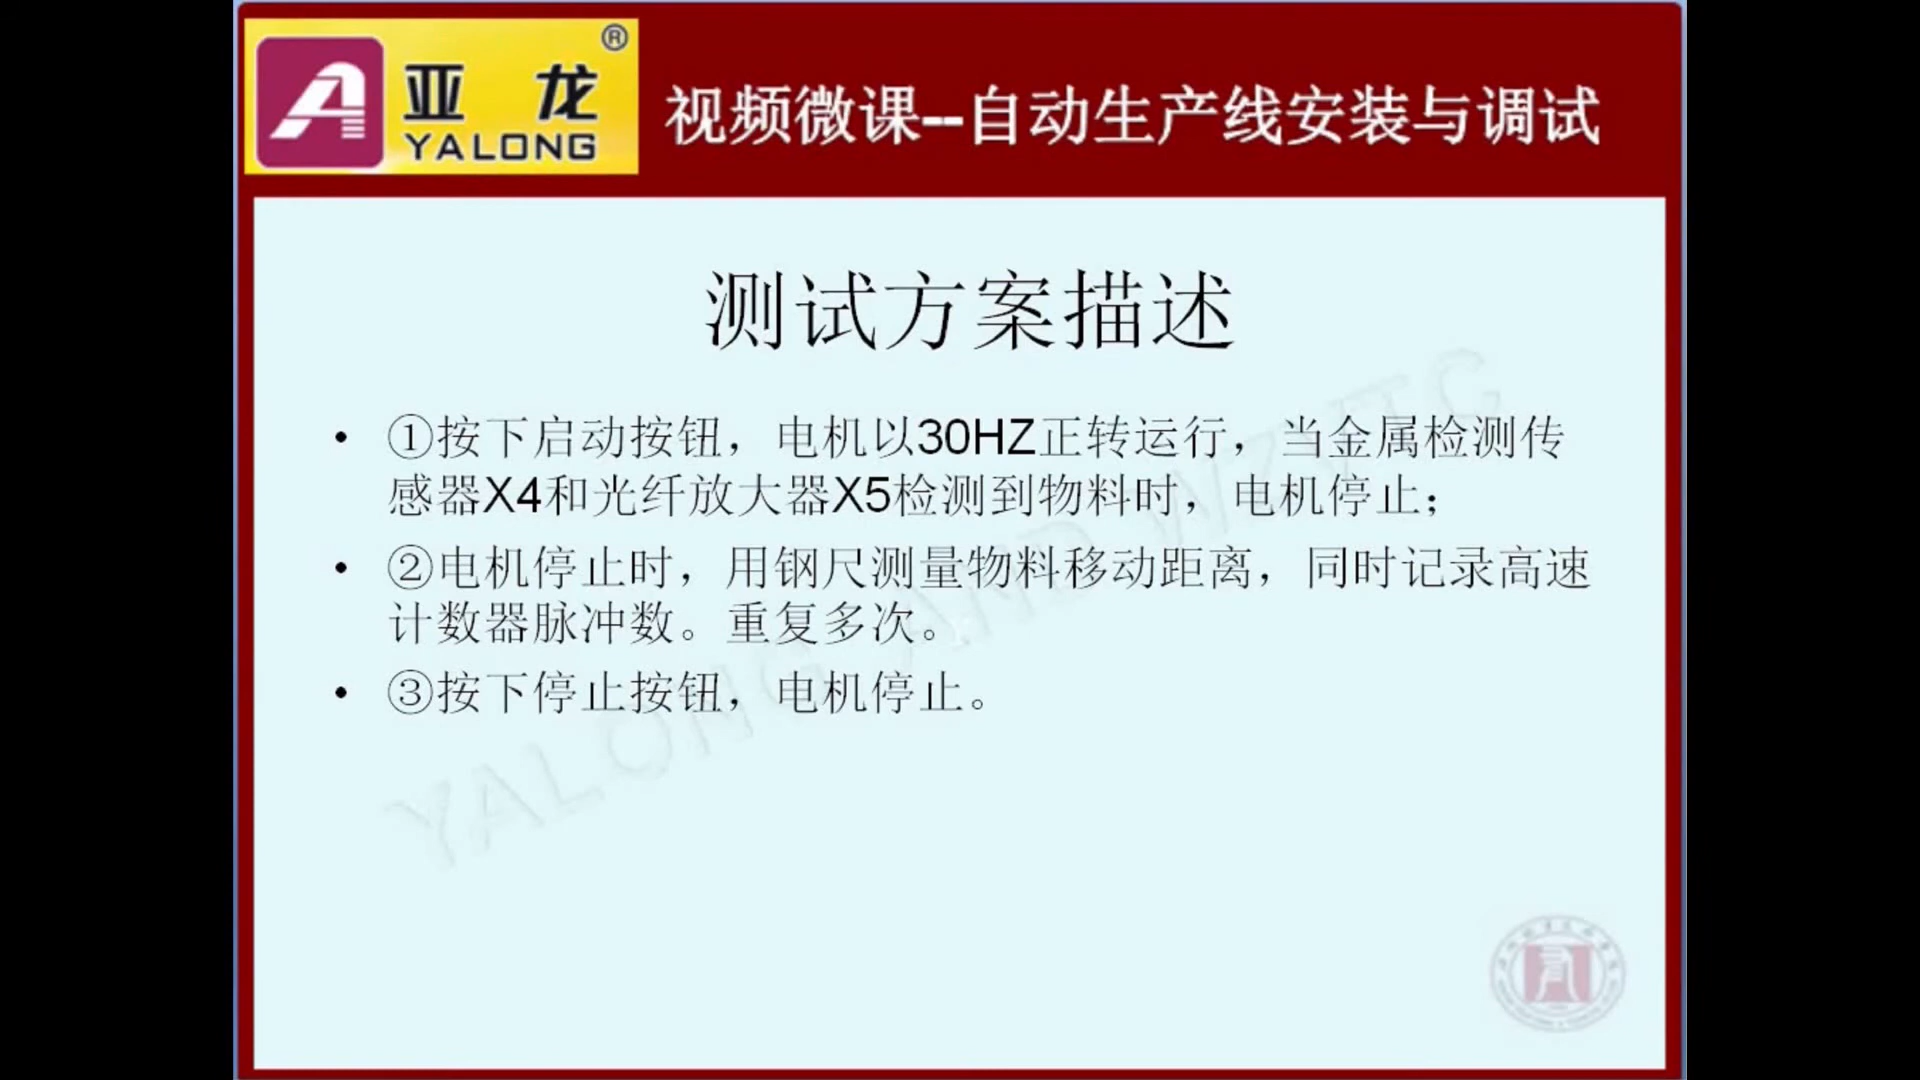 亚龙
YALONG
®
视频微课--自动生产线安装与调试
测试方案描述
• ①按下启动按钮，电机以30HZ正转运行，当金属检测传
感器X4和光纤放大器X5检测到物料时，电机停止；
• ②电机停止时，用钢尺测量物料移动距离，同时记录高速
计数器脉冲数。重复多次。
• ③按下停止按钮，电机停止。
YALONG AND WZVTC